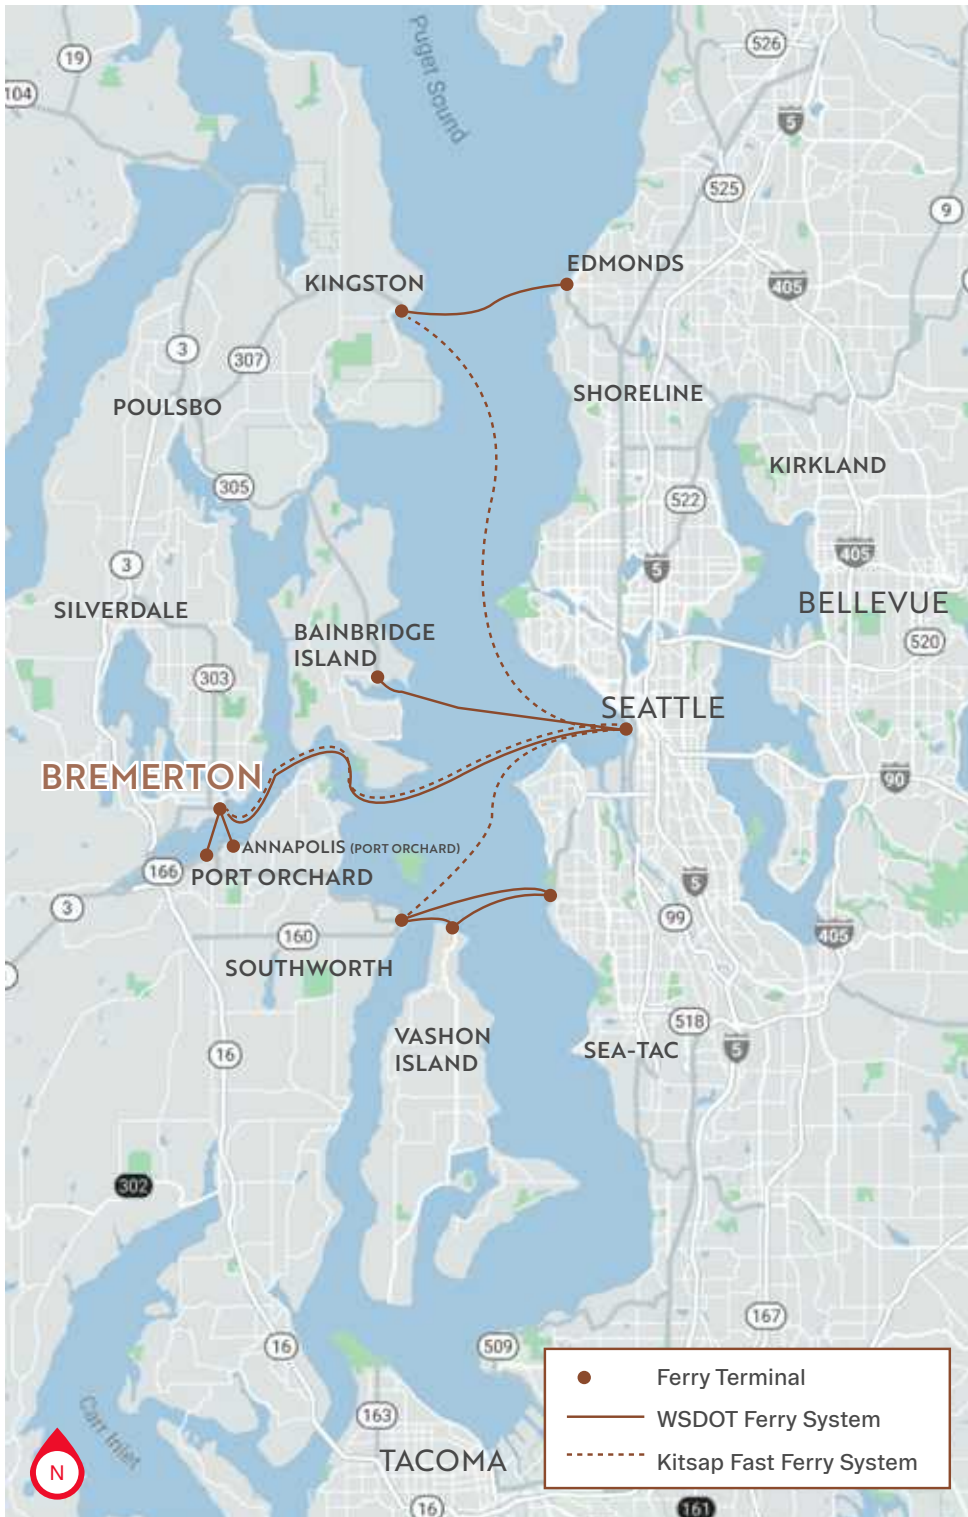 Puget Sound
526
19
104
5
525
9
EDMONDS
KINGSTON
405
3
307
SHORELINE
POULSBO
KIRKLAND
305
522
405
3
5
SILVERDALE
BELLEVUE
BAINBRIDGE
ISLAND
520
303
SEATTLE
BREMERTON
90
ANNAPOLIS (PORT ORCHARD)
166
PORT ORCHARD
5
3
99
160
405
SOUTHWORTH
518
VASHON
ISLAND
SEA-TAC
5
16
302
167
16
509
Ferry Terminal
163
WSDOT Ferry System
Carr Inlet
TACOMA
Kitsap Fast Ferry System
N
16
161